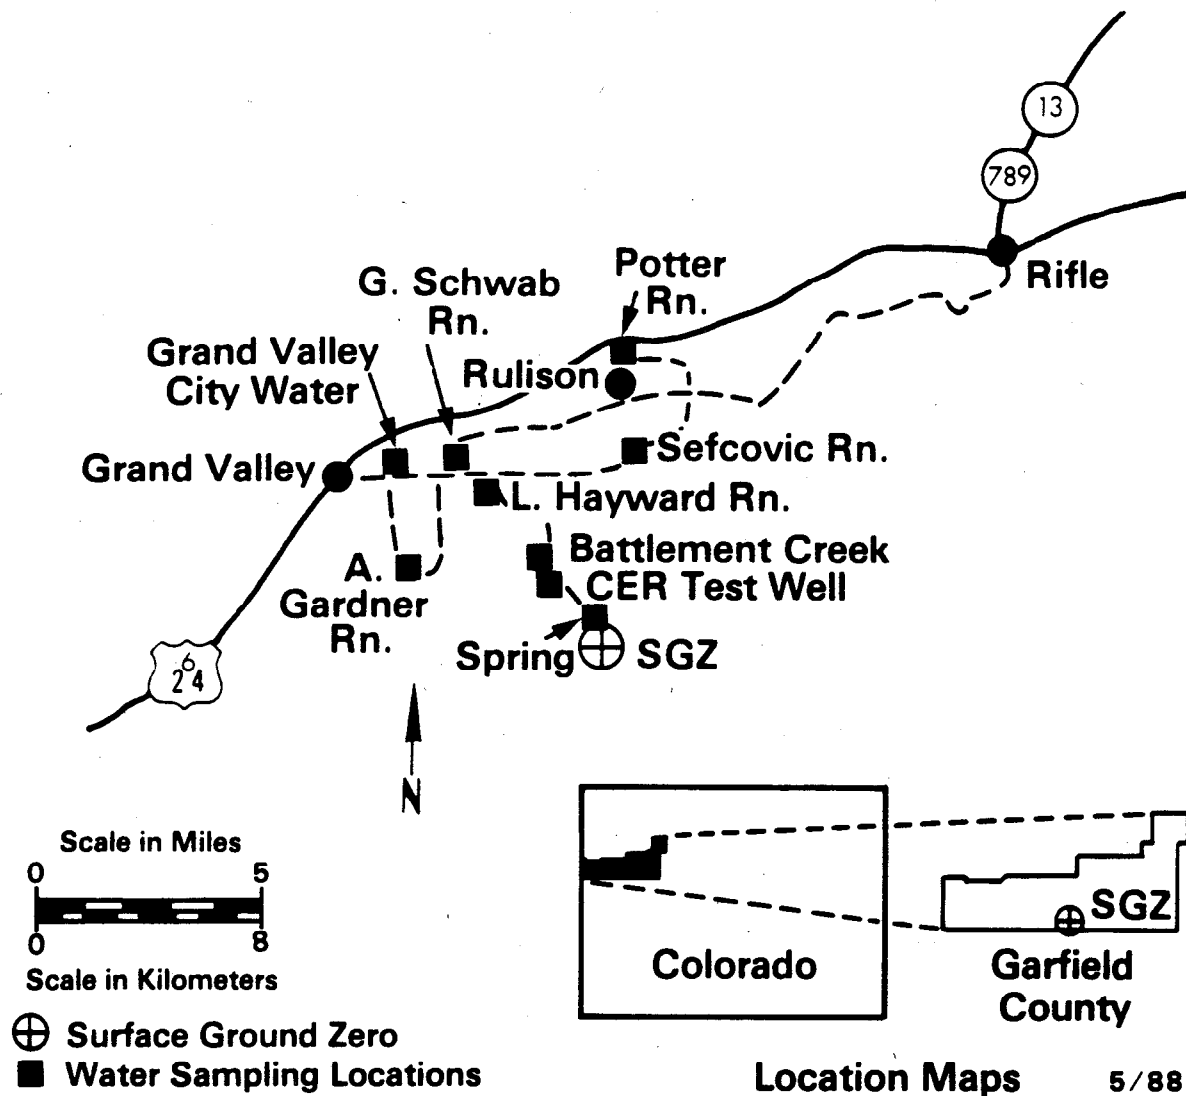 13
789
Potter
Rn.
Rifle
G. Schwab
Rn.
Grand Valley
City Water
Rulison
Grand Valley
Sefcovic Rn.
L. Hayward Rn.
Battlement Creek
CER Test Well
A.
Gardner
Rn.
Spring
SGZ
6
24
N
Scale in Miles
0 5
0 8
Scale in Kilometers
Surface Ground Zero
Water Sampling Locations
Colorado
SGZ
Garfield
County
Location Maps
5/88